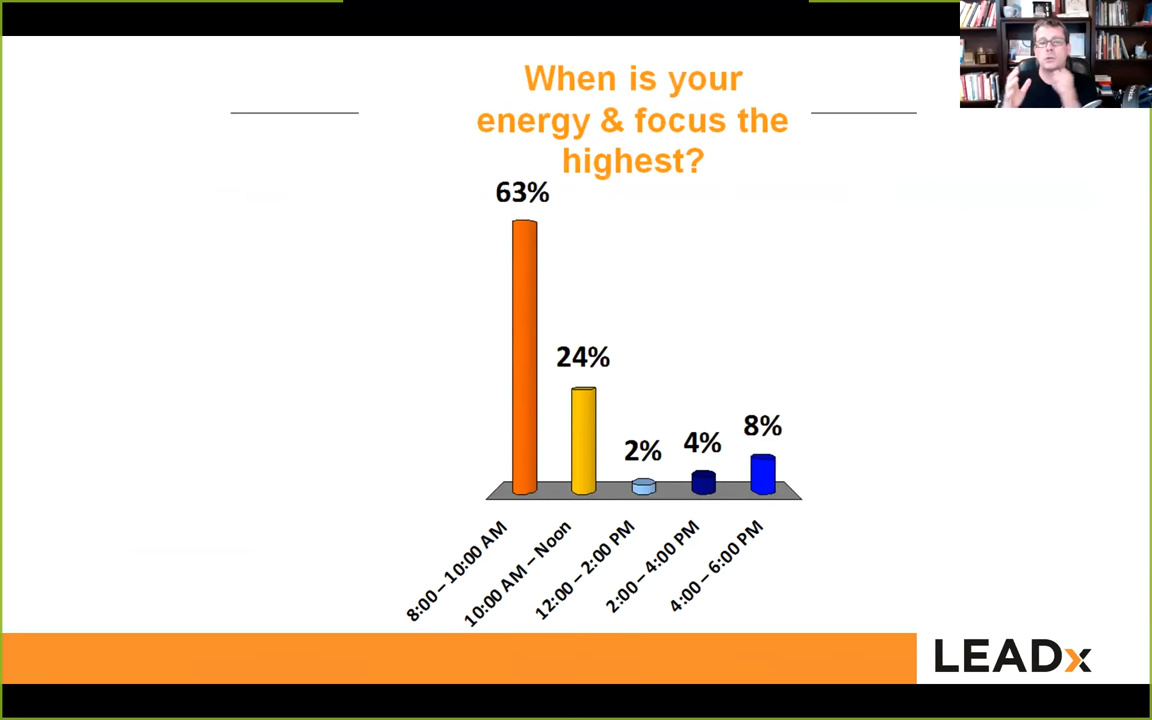 When is your
energy & focus the
highest?
63%
24%
2%
4%
8%
8:00 – 10:00 AM
10:00 AM – Noon
12:00 – 2:00 PM
2:00 – 4:00 PM
4:00 – 6:00 PM
LEADx